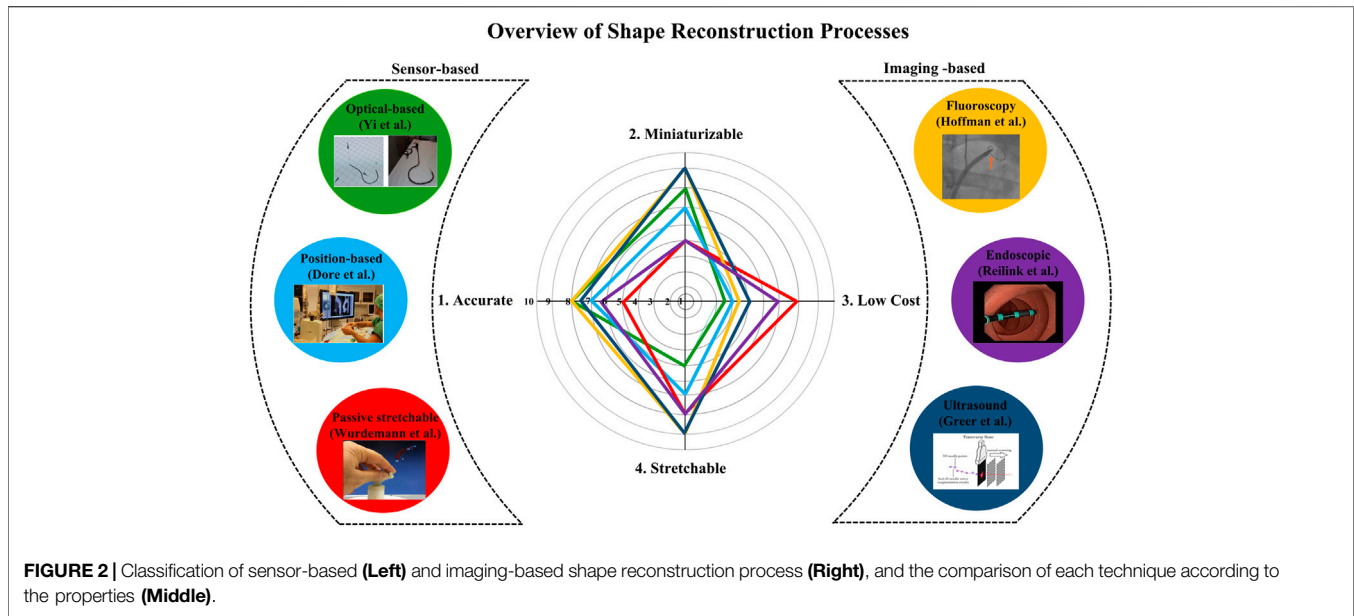 Overview of Shape Reconstruction Processes
Sensor-based
Imaging -based
Optical-based
(Yi et al.)
Position-based
(Dore et al.)
Passive stretchable
(Wurdemann et al.)
2. Miniaturizable
1. Accurate
10 9 8 7 6 5 4 3 2 1
3. Low Cost
4. Stretchable
Fluoroscopy
(Hoffman et al.)
Endoscopic
(Reilink et al.)
Ultrasound
(Greer et al.)
Transverse Scan
FIGURE 2 | Classification of sensor-based (Left) and imaging-based shape reconstruction process (Right), and the comparison of each technique according to
the properties (Middle).